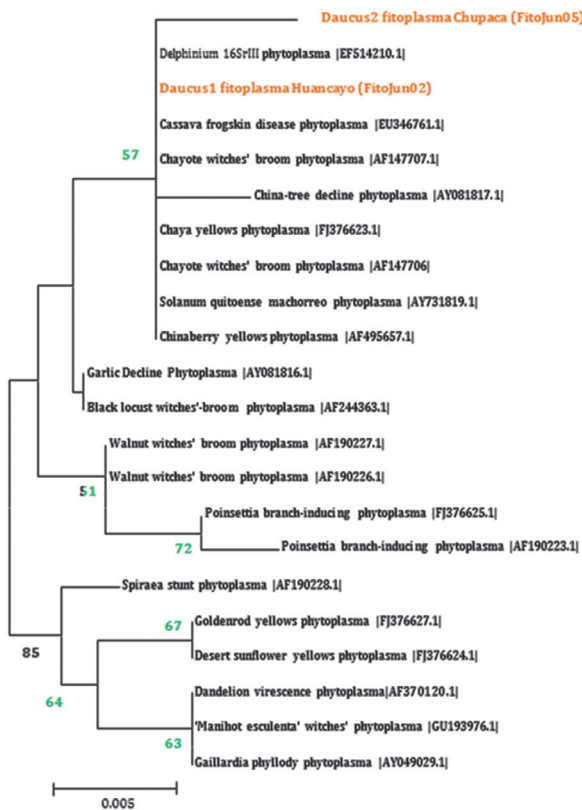 Daucus2 fitoplasma Chupaca (FitoJun05)
Delphinium 16SrIII phytoplasma |EF514210.1|
Daucus1 fitoplasma Huancayo (FitoJun02)
Cassava frogskin disease phytoplasma |EU346761.1|
57
Chayote witches' broom phytoplasma |AF147707.1|
China-tree decline phytoplasma |AY081817.1|
Chaya yellows phytoplasma |FJ376623.1|
Chayote witches' broom phytoplasma |AF147706|
Solanum quitoense machorreo phytoplasma |AY731819.1|
Chinaberry yellows phytoplasma |AF495657.1|
Garlic Decline Phytoplasma |AY081816.1|
Black locust witches'-broom phytoplasma |AF244363.1|
Walnut witches' broom phytoplasma |AF190227.1|
Walnut witches' broom phytoplasma |AF190226.1|
51
Poinsettia branch-inducing phytoplasma |FJ376625.1|
72
Poinsettia branch-inducing phytoplasma |AF190223.1|
Spiraea stunt phytoplasma |AF190228.1|
67
Goldenrod yellows phytoplasma |FJ376627.1|
85
Desert sunflower yellows phytoplasma |FJ376624.1|
64
Dandelion virescence phytoplasma|AF370120.1|
'Manihot esculenta' witches' phytoplasma |GU193976.1|
63
Gaillardia phyllody phytoplasma |AY049029.1|
0.005